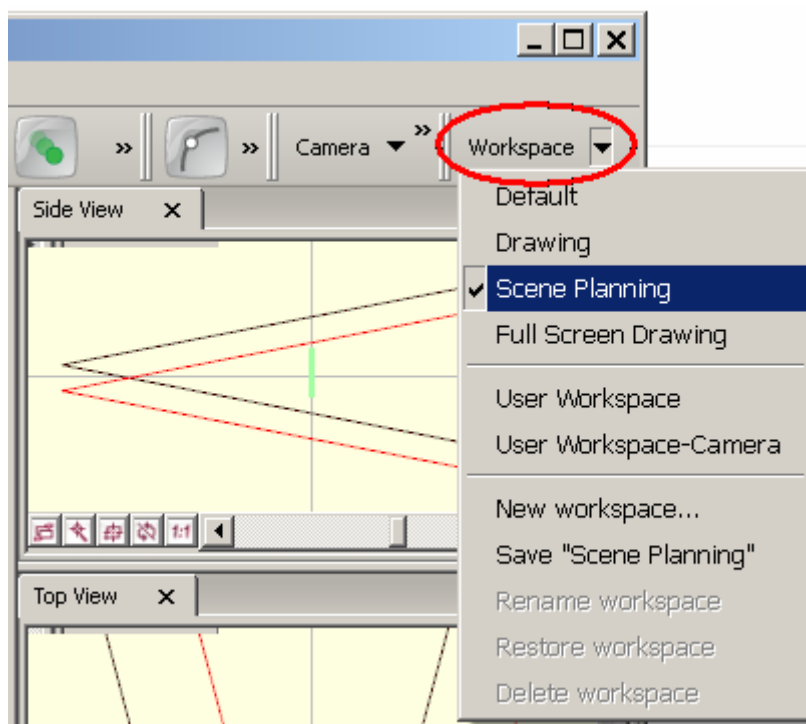 Camera
Workspace
Side View
Default
Drawing
Scene Planning
Full Screen Drawing
User Workspace
User Workspace-Camera
New workspace...
Save "Scene Planning"
Rename workspace
Restore workspace
Delete workspace
1:1
Top View